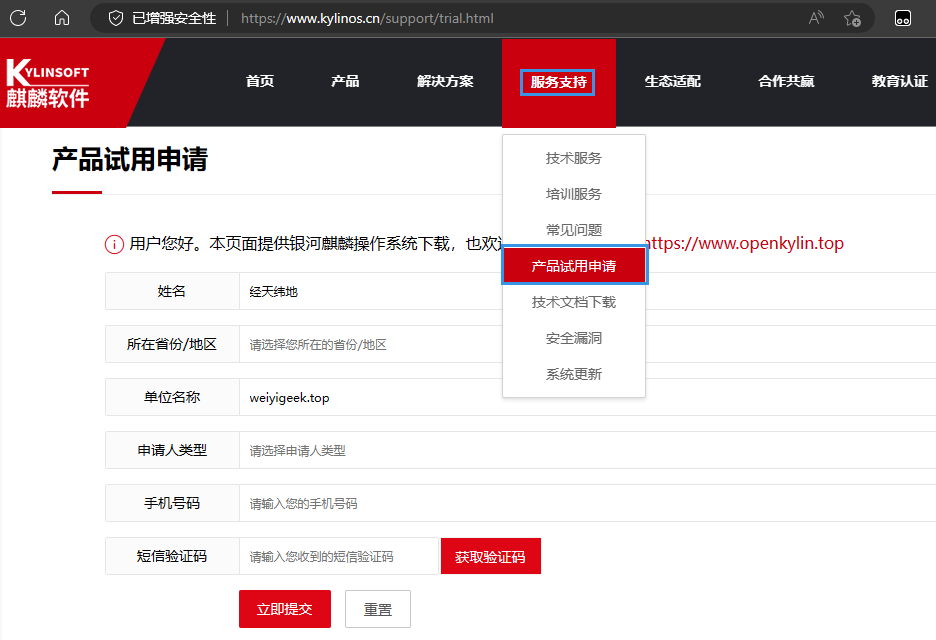 已增强安全性 https://www.kylinos.cn/support/trial.html
KYLINSOFT
麒麟软件
首页 产品 解决方案 服务支持 生态适配 合作共赢 教育认证
产品试用申请
技术服务
培训服务
常见问题
产品试用申请
技术文档下载
安全漏洞
系统更新
用户您好。本页面提供银河麒麟操作系统下载，也欢 https://www.openkylin.top
姓名 经天纬地
所在省份/地区 请选择您所在的省份/地区
单位名称 weiyigeek.top
申请人类型 请选择申请人类型
手机号码 请输入您的手机号码
短信验证码 请输入您收到的短信验证码 获取验证码
立即提交 重置